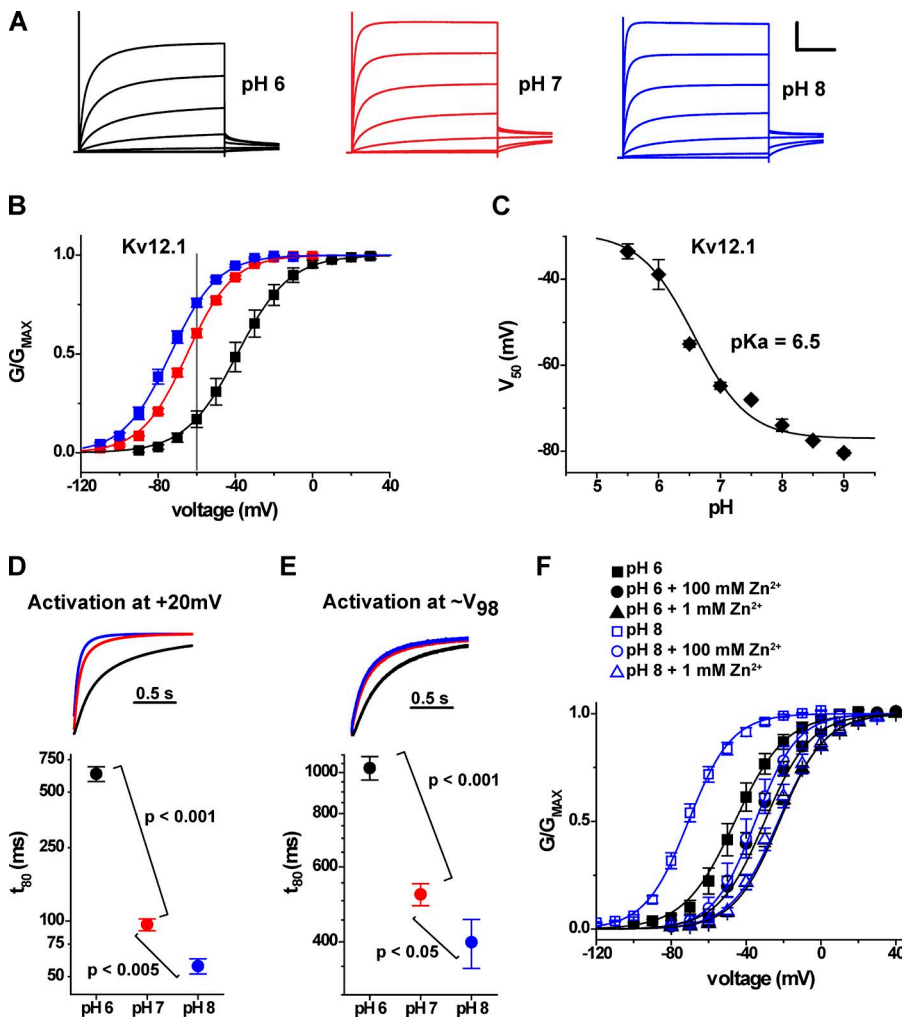 A
pH 6
pH 7
pH 8
B
Kv12.1
G/G_MAX
1.0
0.5
0.0
-120 -80 -40 0 40
voltage (mV)
C
Kv12.1
pKa = 6.5
V_50 (mV)
-40
-60
-80
5 6 7 8 9
pH
D
Activation at +20mV
0.5 s
t_80 (ms)
750
500
250
100
75
50
p < 0.001
p < 0.005
pH 6 pH 7 pH 8
E
Activation at ~V_98
0.5 s
t_80 (ms)
1000
800
600
400
p < 0.001
p < 0.05
pH 6 pH 7 pH 8
F
pH 6
pH 6 + 100 mM Zn²⁺
pH 6 + 1 mM Zn²⁺
pH 8
pH 8 + 100 mM Zn²⁺
pH 8 + 1 mM Zn²⁺
G/G_MAX
1.0
0.5
0.0
-120 -80 -40 0 40
voltage (mV)